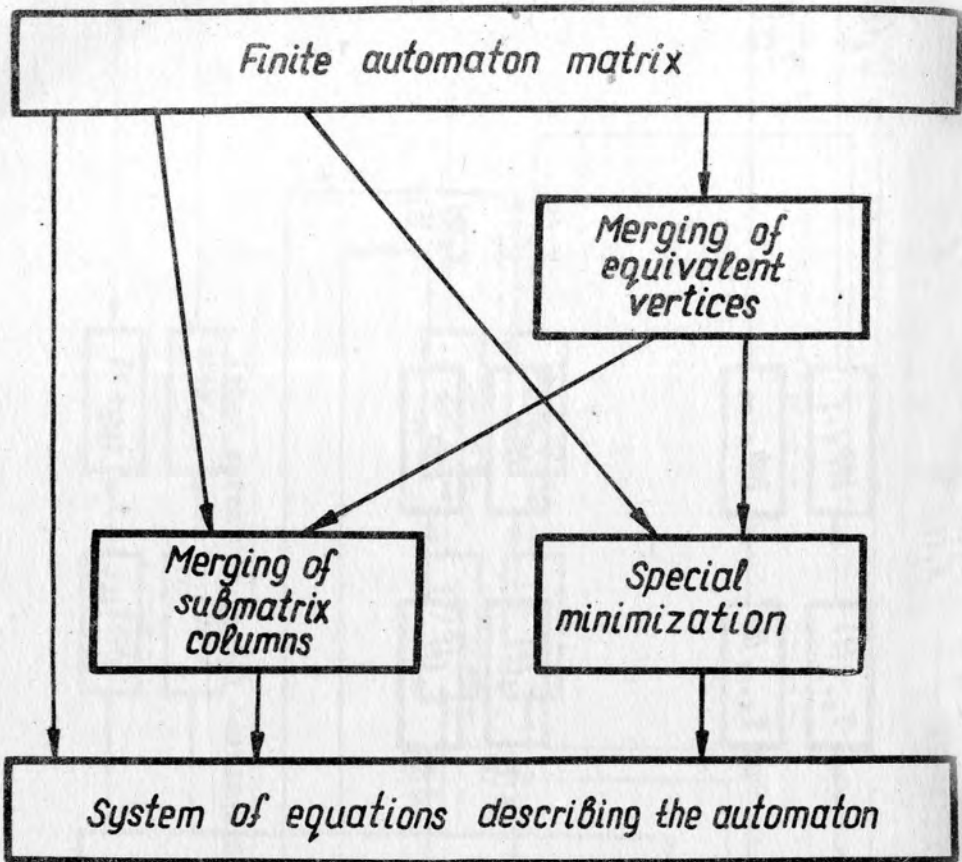 Finite automaton matrix
Merging of
equivalent
vertices
Merging of
submatrix
columns
Special
minimization
System of equations describing the automaton